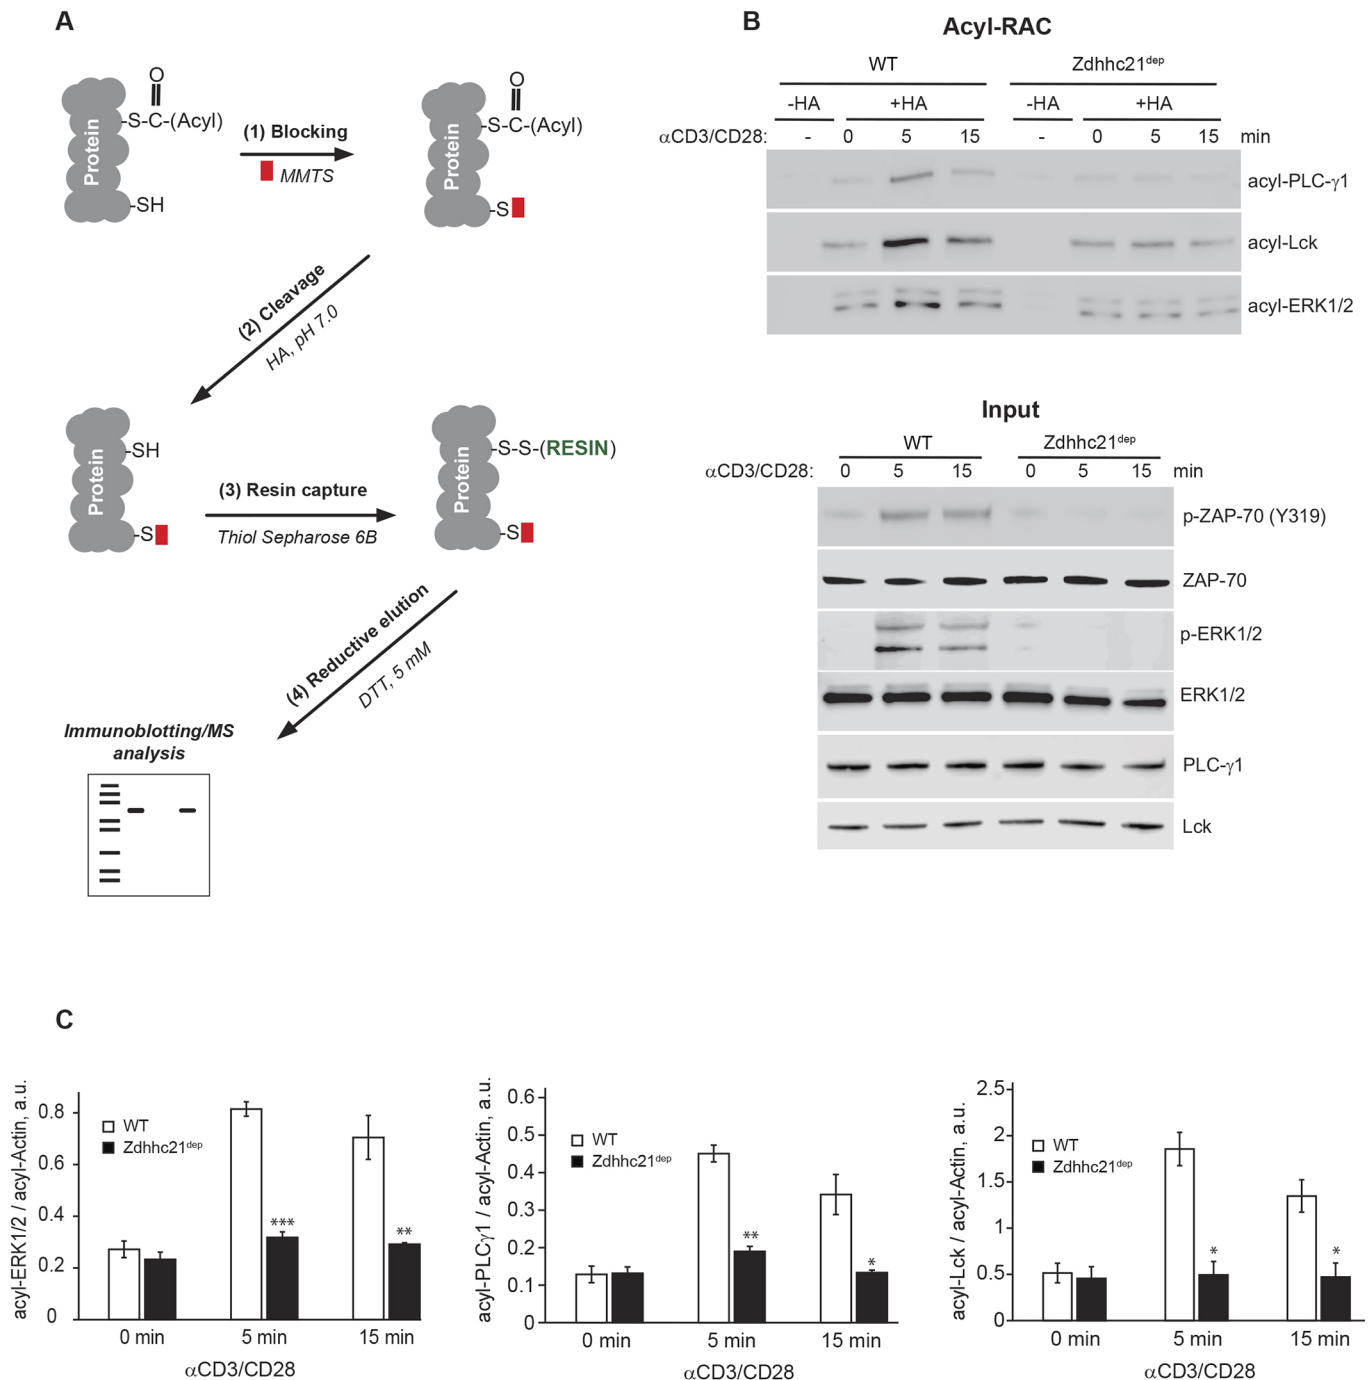 A
O
-S-C-(Acyl)
Protein
-SH
(1) Blocking
MMTS
O
-S-C-(Acyl)
Protein
-S
(2) Cleavage
HA, pH 7.0
Protein
-SH
-S
(3) Resin capture
Thiol Sepharose 6B
Protein
-S-S-(RESIN)
-S
(4) Reductive elution
DTT, 5 mM
Immunoblotting/MS
analysis
B
Acyl-RAC
WT Zdhhc21dep
-HA +HA -HA +HA
αCD3/CD28: - 0 5 15 - 0 5 15 min
acyl-PLC-γ1
acyl-Lck
acyl-ERK1/2
Input
WT Zdhhc21dep
αCD3/CD28: 0 5 15 0 5 15 min
p-ZAP-70 (Y319)
ZAP-70
p-ERK1/2
ERK1/2
PLC-γ1
Lck
C
acyl-ERK1/2 / acyl-Actin, a.u.
0.8
0.6
0.4
0.2
0
WT
Zdhhc21dep
***
**
0 min 5 min 15 min
αCD3/CD28
acyl-PLCγ1 / acyl-Actin, a.u.
0.6
0.5
0.4
0.3
0.2
0.1
0
WT
Zdhhc21dep
**
*
0 min 5 min 15 min
αCD3/CD28
acyl-Lck / acyl-Actin, a.u.
2.5
2
1.5
1
0.5
0
WT
Zdhhc21dep
*
*
0 min 5 min 15 min
αCD3/CD28